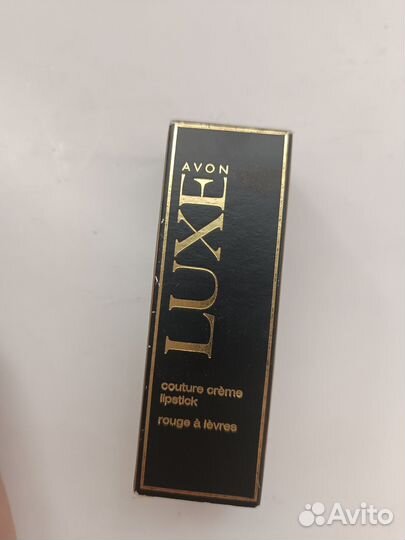 AVON
LUXE
couture crème
lipstick
rouge à lèvres
Avito